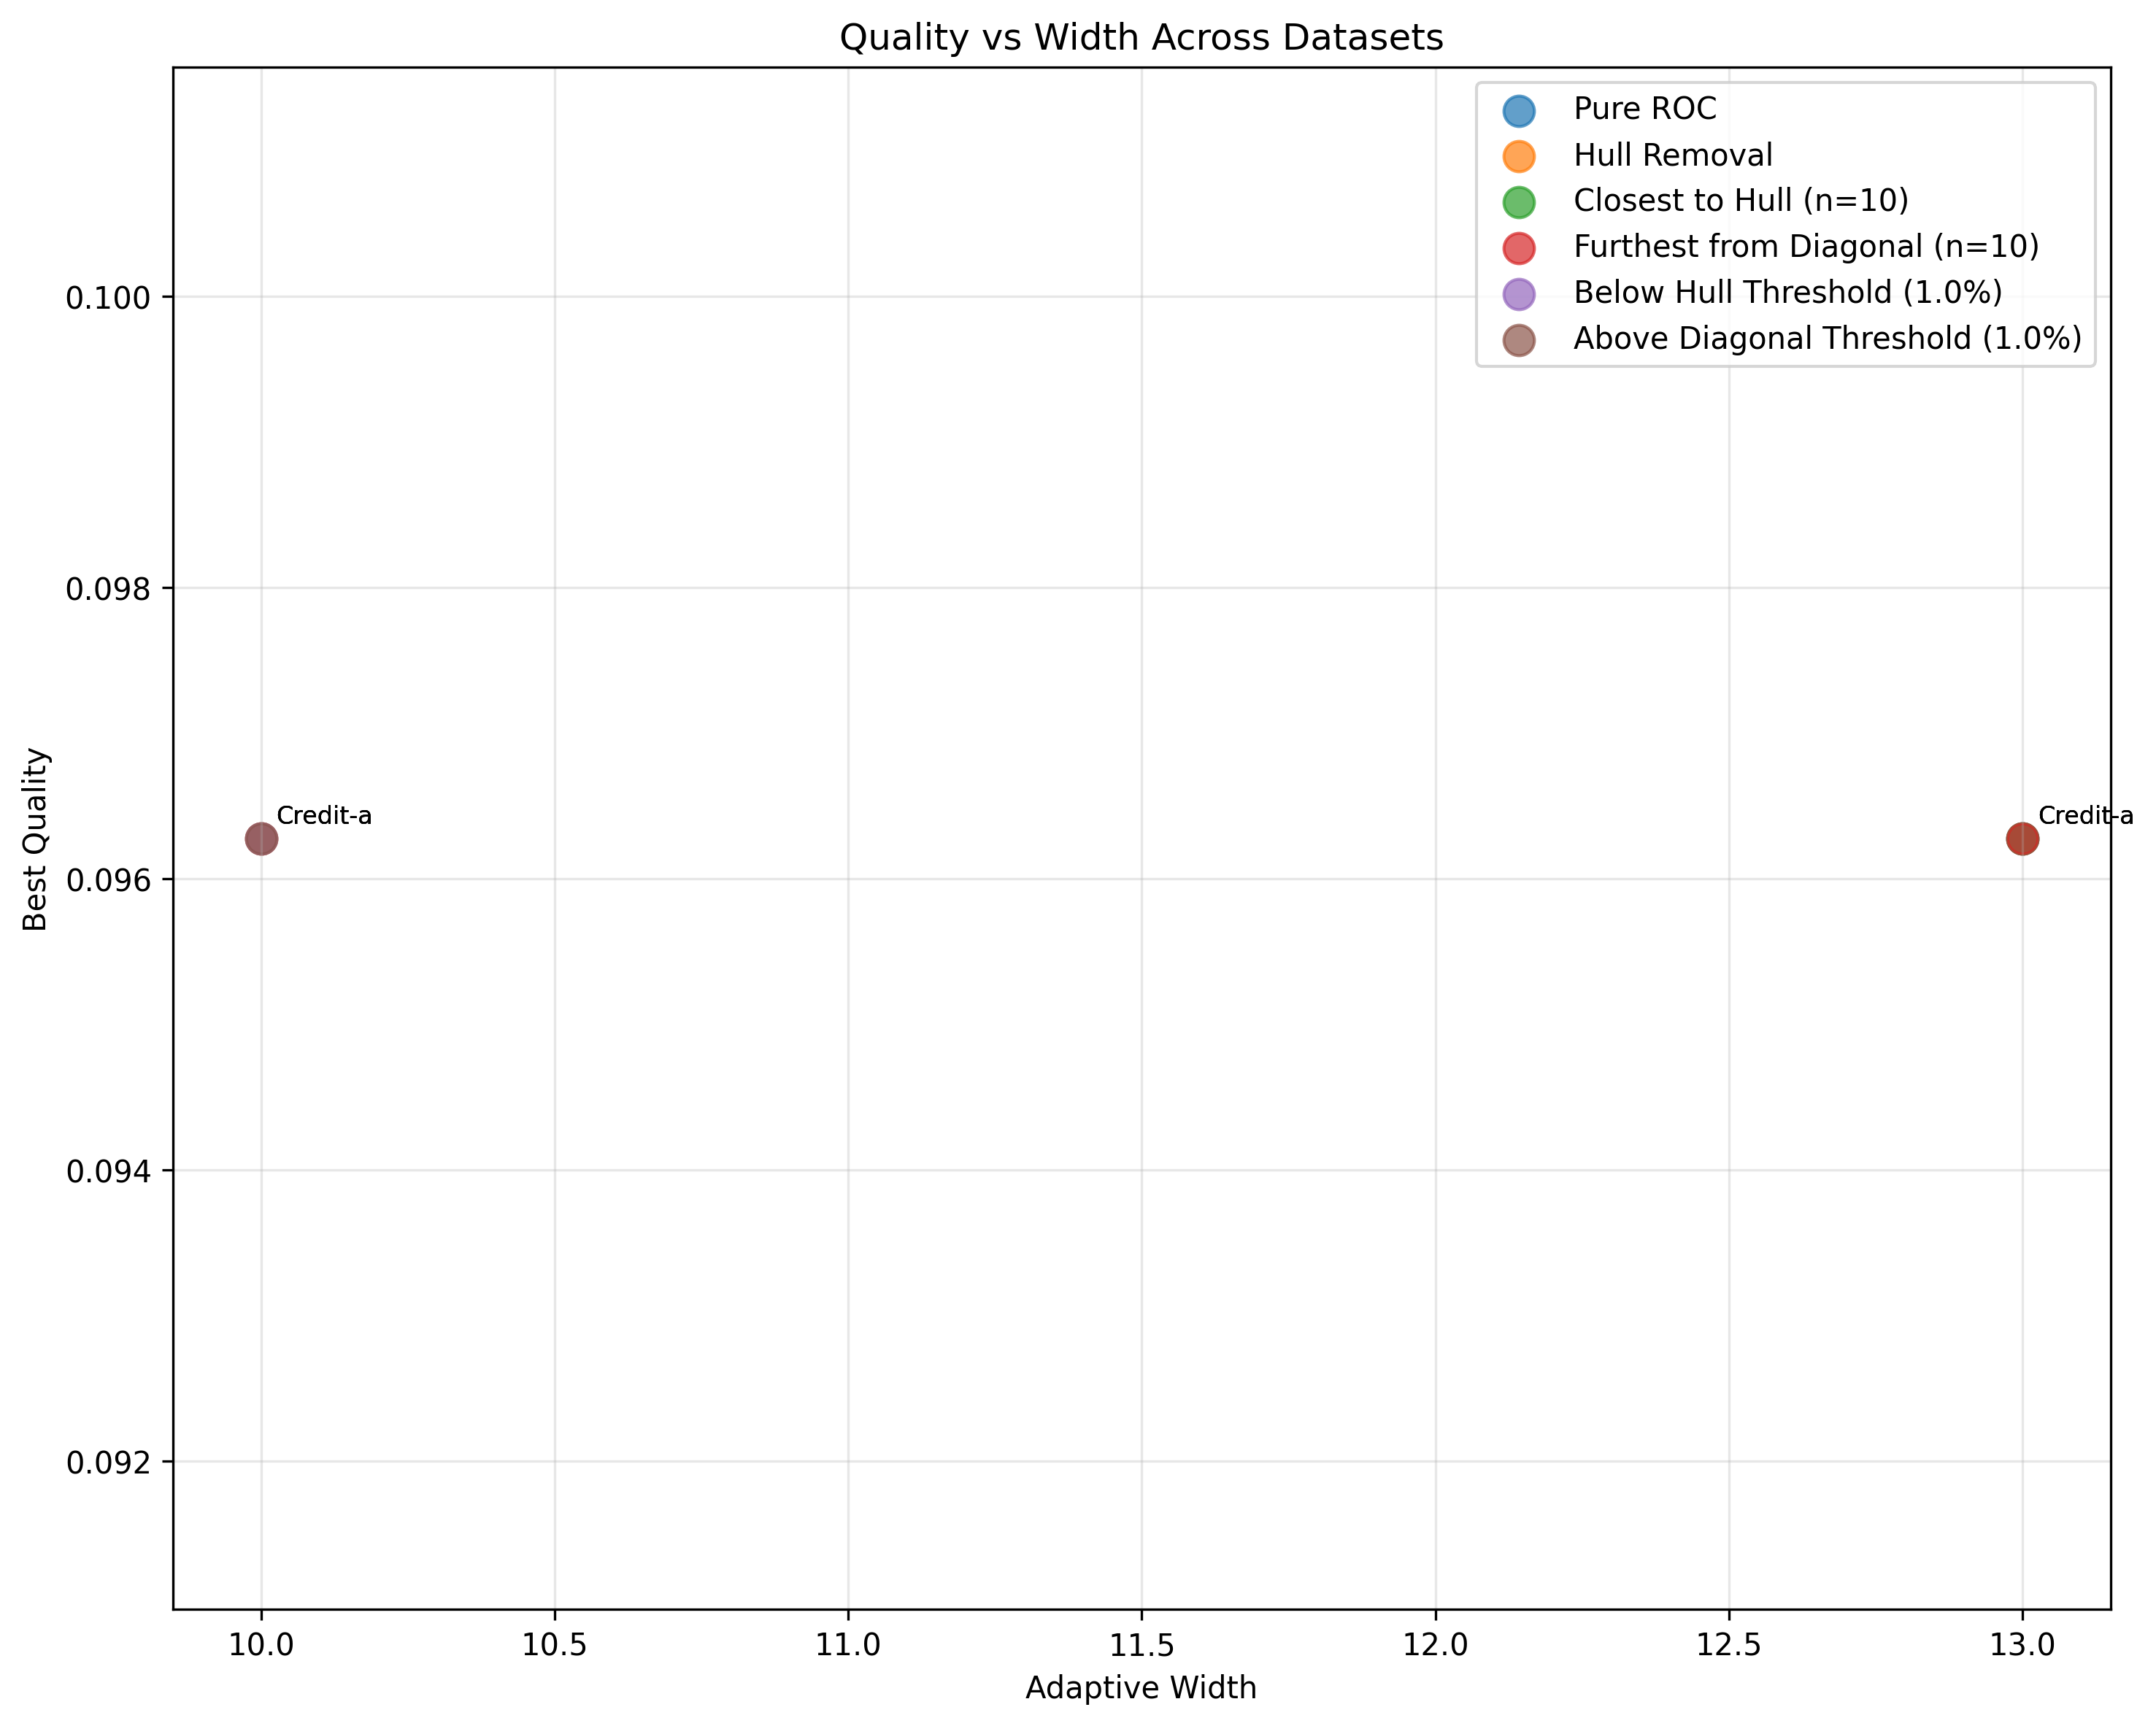 Quality vs Width Across Datasets
Pure ROC
Hull Removal
Closest to Hull (n=10)
Furthest from Diagonal (n=10)
Below Hull Threshold (1.0%)
Above Diagonal Threshold (1.0%)
0.100
0.098
0.096
0.094
0.092
Best Quality
Credit-a
Credit-a
10.0
10.5
11.0
11.5
12.0
12.5
13.0
Adaptive Width